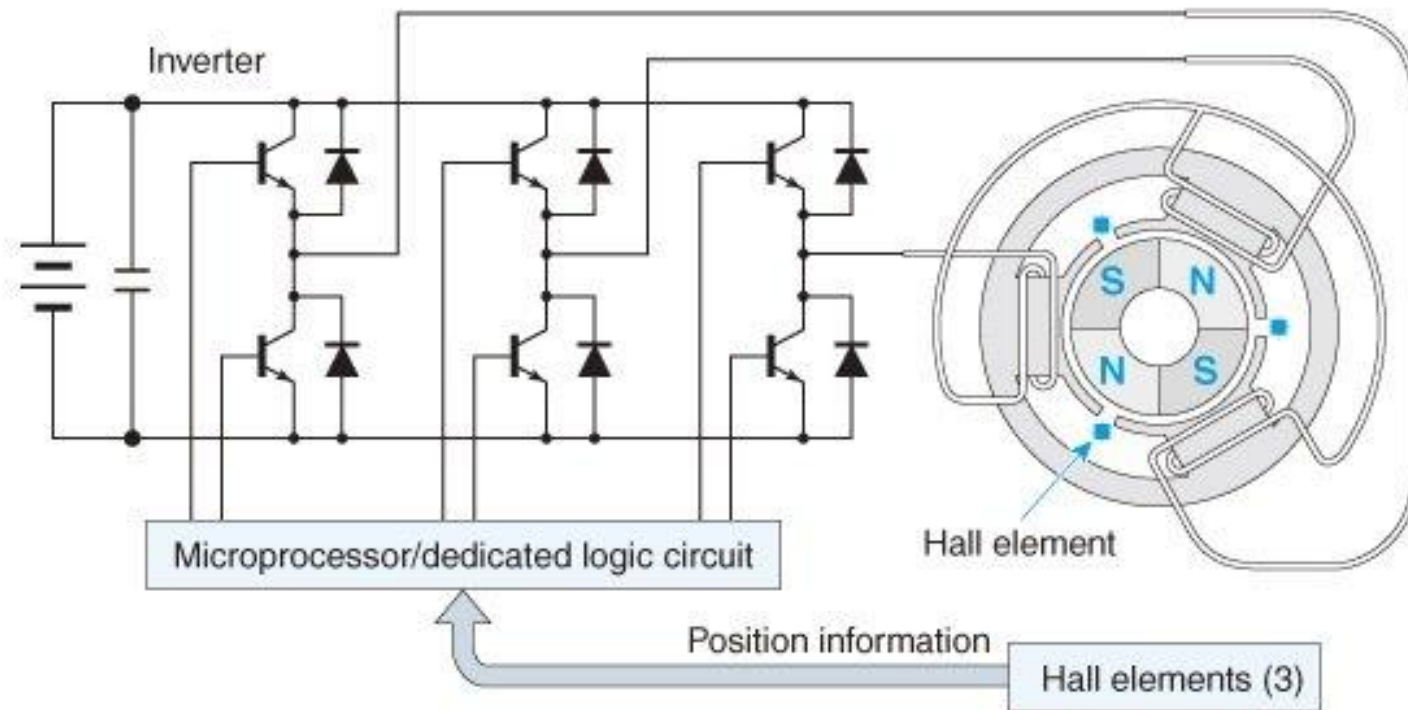 Inverter
S N
N S
Hall element
Microprocessor/dedicated logic circuit
Position information
Hall elements (3)